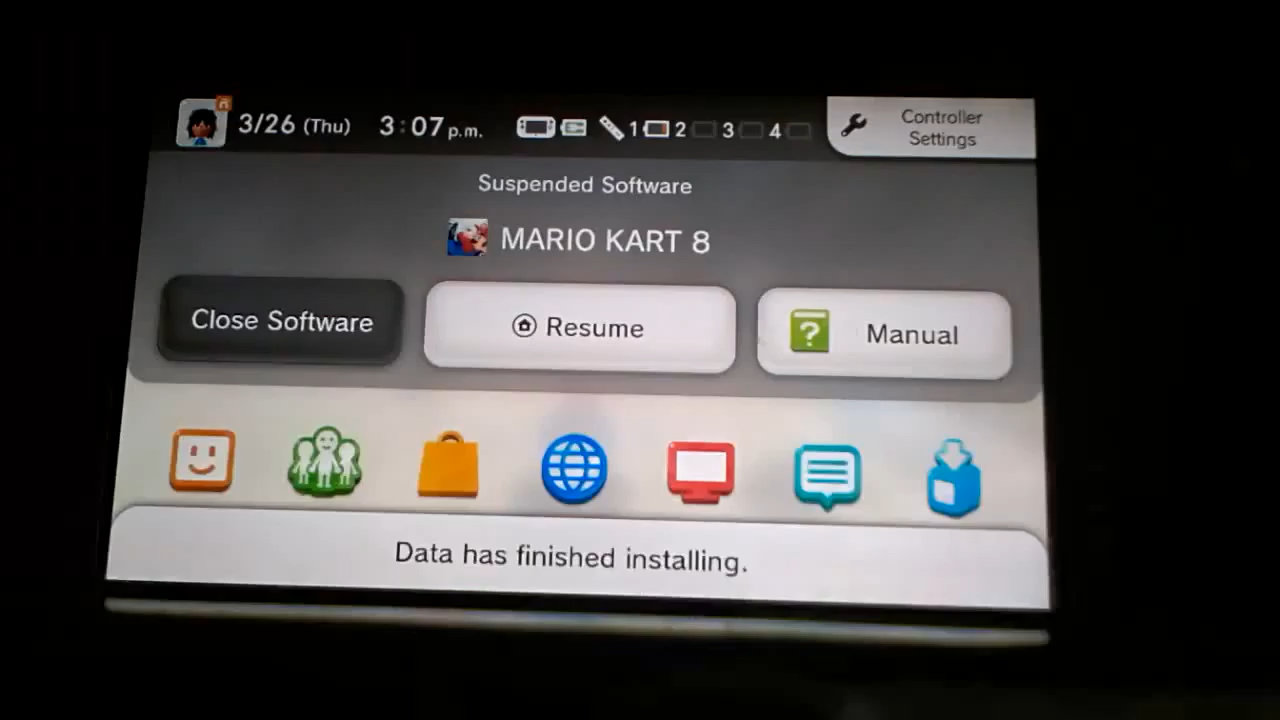 3/26 (Thu) 3:07 p.m. 1 2 3 4
Controller
Settings
Suspended Software
MARIO KART 8
Close Software
Resume
? Manual
Data has finished installing.